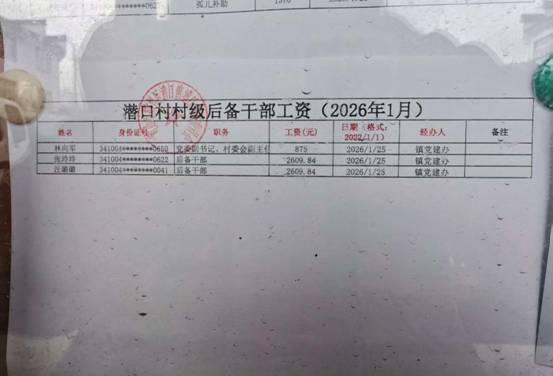 孤儿补助
潜口村村级后备干部工资（2026年1月）
姓名 身份证号 职务 工资(元) 日期（格式：2022/1/1） 经办人 备注
林向军 341004********0650 党委副书记、村委会副主任 875 2026/1/25 镇党建办
张玲玲 341004********0622 后备干部 2609.84 2026/1/25 镇党建办
汪璐璐 341004********0041 后备干部 2609.84 2026/1/25 镇党建办